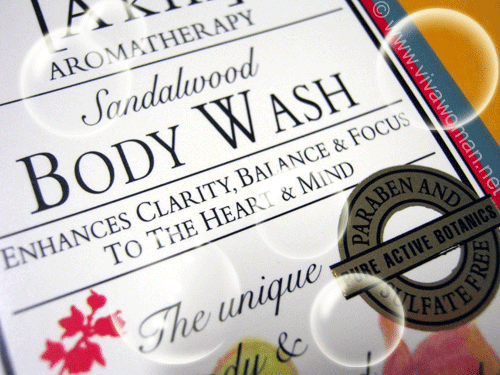 AROMATHERAPY
Sandalwood
BODY WASH
ENHANCES CLARITY, BALANCE & FOCUS
TO THE HEART & MIND
PARABEN AND
PURE ACTIVE BOTANICS
SULFATE FREE
The unique
&
© www.vivawoman.net